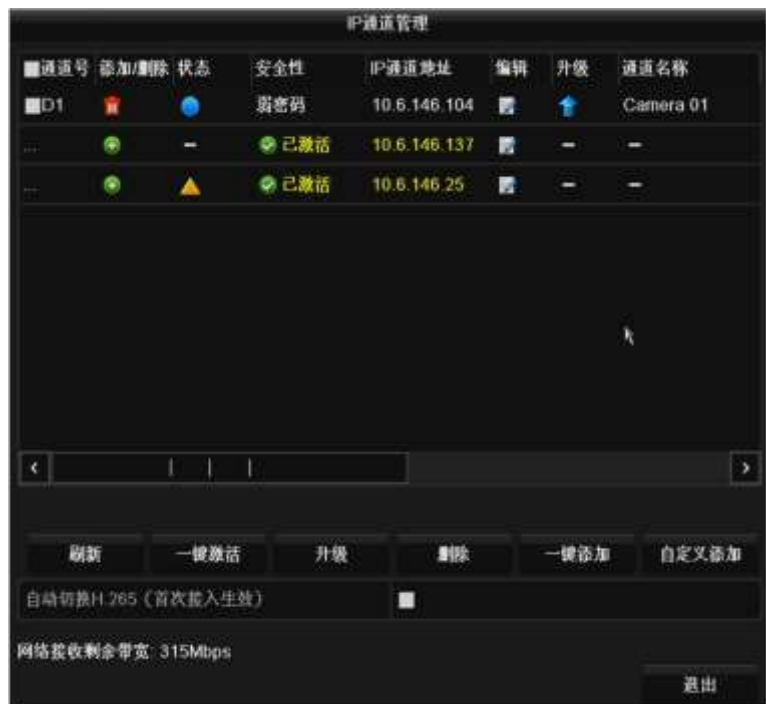 IP通道管理
通道号 添加/删除 状态 安全性 IP通道地址 编辑 升级 通道名称
D1 弱密码 10.6.146.104 Camera 01
... 已激活 10.6.146.137
... 已激活 10.6.146.25
刷新 一键激活 升级 删除 一键添加 自定义添加
自动切换H.265（首次接入生效）
网络接收剩余带宽: 315Mbps
退出